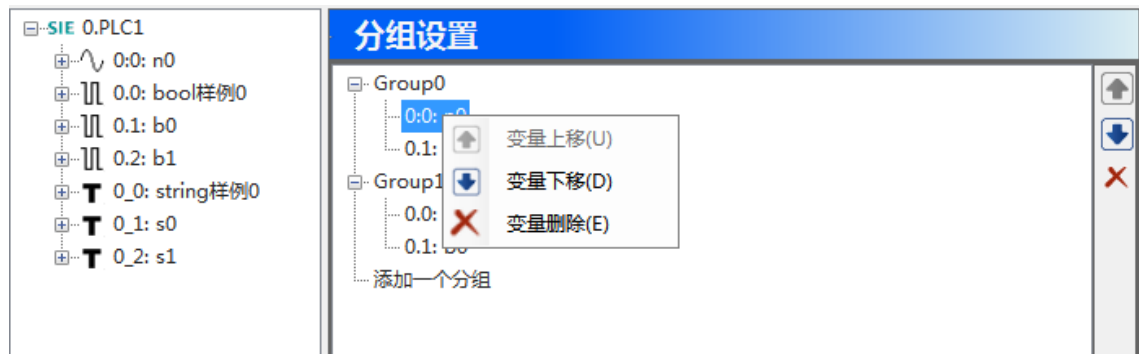 SIE 0.PLC1
0:0: n0
0.0: bool样例0
0.1: b0
0.2: b1
0_0: string样例0
0_1: s0
0_2: s1
分组设置
Group0
0:0: n0
0.1:
Group1
0.0:
0.1: b0
添加一个分组
变量上移(U)
变量下移(D)
变量删除(E)